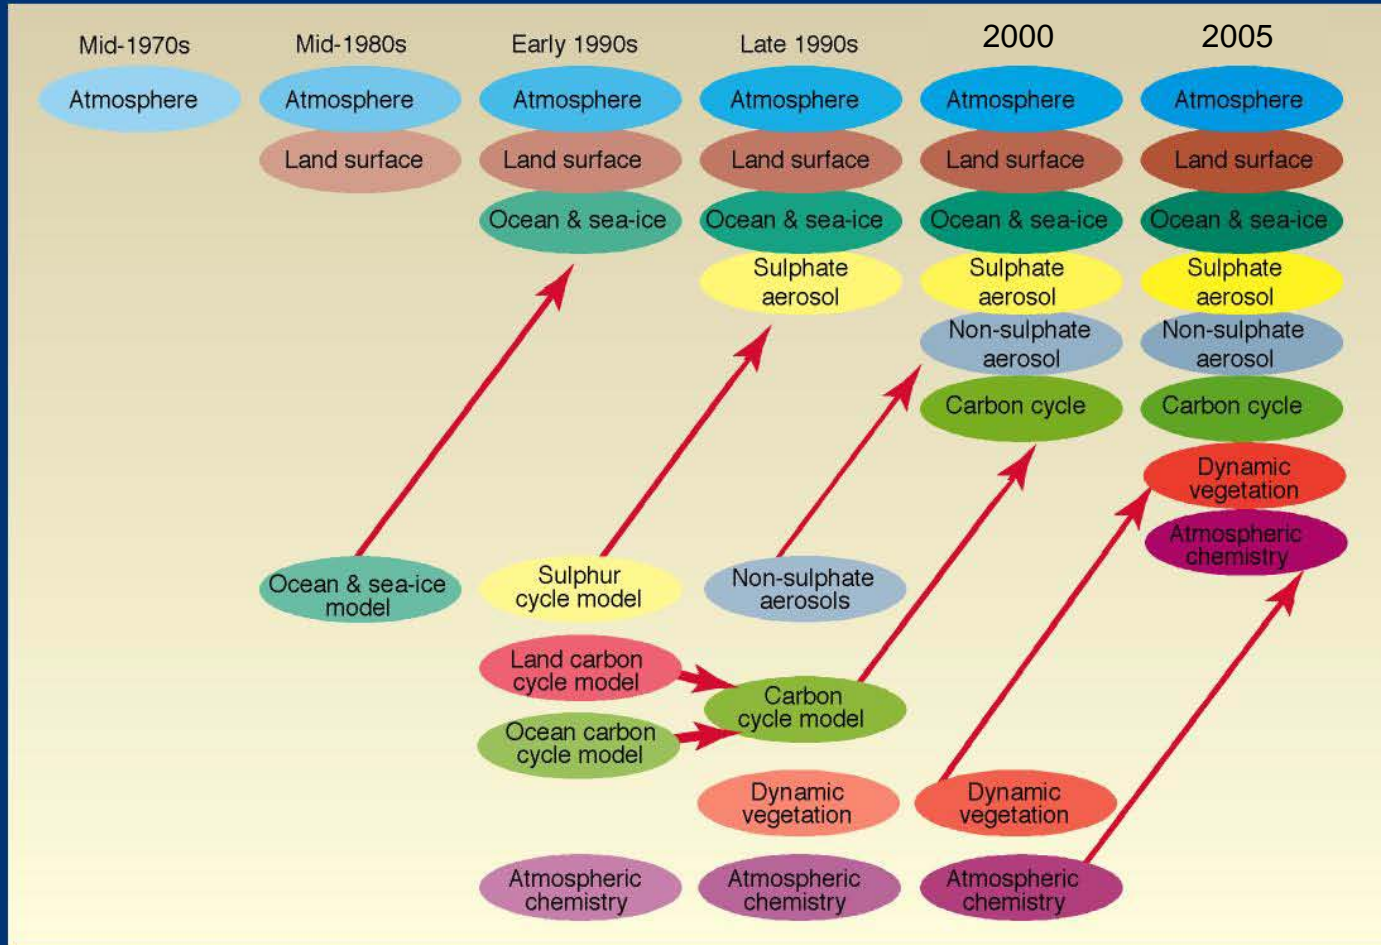 Mid-1970s
Mid-1980s
Early 1990s
Late 1990s
2000
2005
Atmosphere
Atmosphere
Atmosphere
Atmosphere
Atmosphere
Atmosphere
Land surface
Land surface
Land surface
Land surface
Land surface
Ocean & sea-ice
Ocean & sea-ice
Ocean & sea-ice
Ocean & sea-ice
Sulphate
aerosol
Sulphate
aerosol
Sulphate
aerosol
Non-sulphate
aerosol
Non-sulphate
aerosol
Carbon cycle
Carbon cycle
Dynamic
vegetation
Atmospheric
chemistry
Ocean & sea-ice
model
Sulphur
cycle model
Non-sulphate
aerosols
Land carbon
cycle model
Carbon
cycle model
Ocean carbon
cycle model
Dynamic
vegetation
Dynamic
vegetation
Atmospheric
chemistry
Atmospheric
chemistry
Atmospheric
chemistry